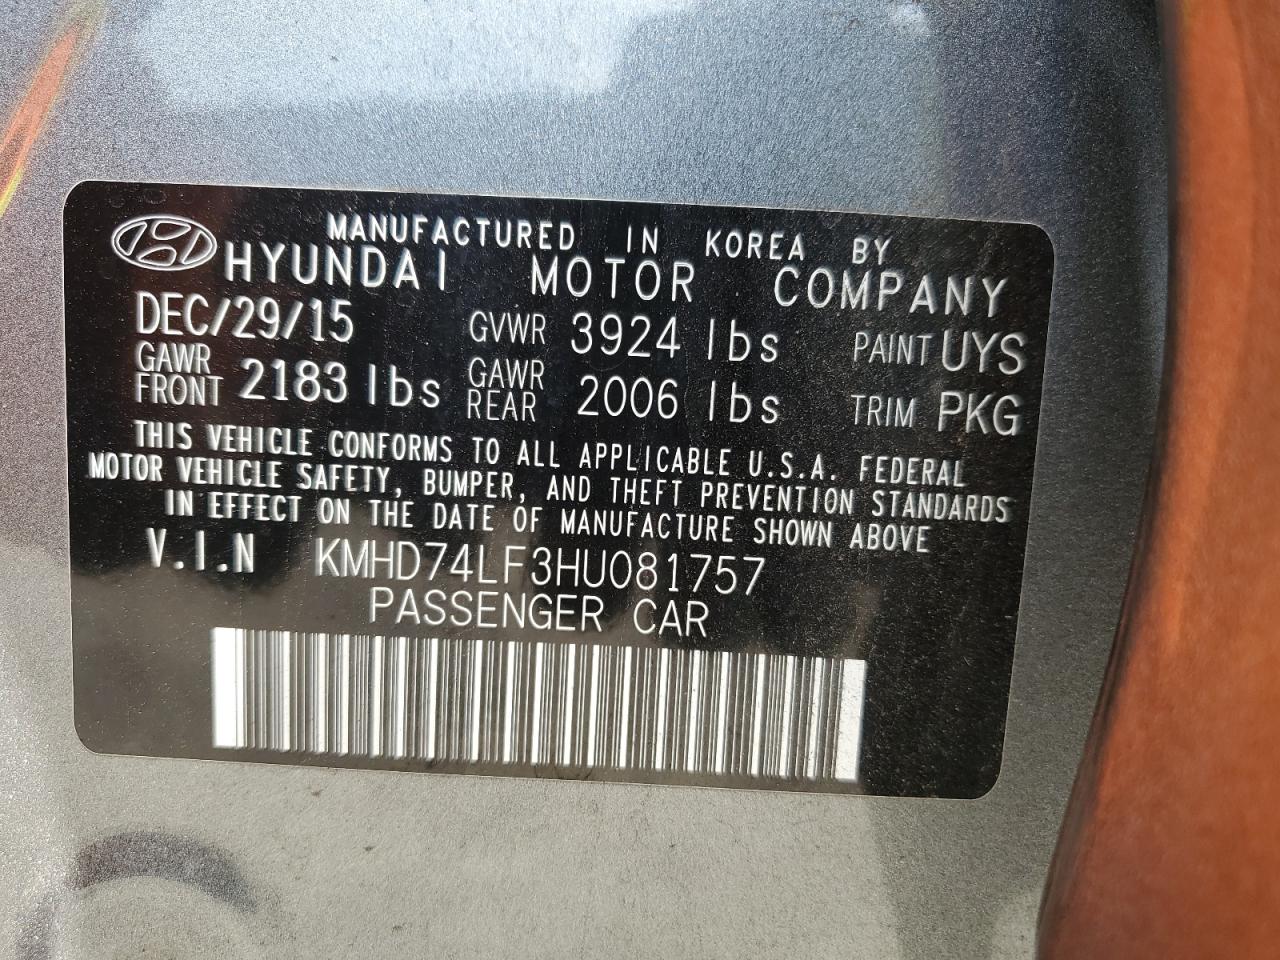 MANUFACTURED IN KOREA BY
HYUNDAI MOTOR COMPANY
DEC/29/15 GVWR 3924 lbs PAINT UYS
GAWR FRONT 2183 lbs GAWR REAR 2006 lbs TRIM PKG
THIS VEHICLE CONFORMS TO ALL APPLICABLE U.S.A. FEDERAL
MOTOR VEHICLE SAFETY, BUMPER, AND THEFT PREVENTION STANDARDS
IN EFFECT ON THE DATE OF MANUFACTURE SHOWN ABOVE
V.I.N KMHD74LF3HU081757
PASSENGER CAR